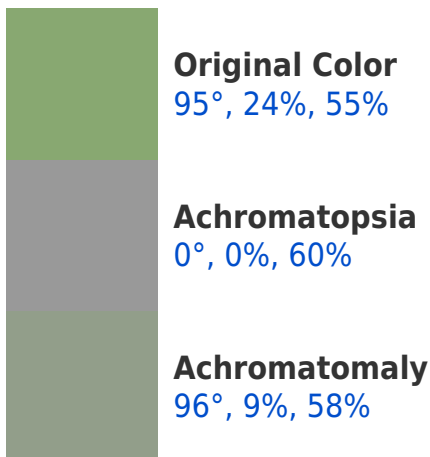 Original Color
95°, 24%, 55%
Achromatopsia
0°, 0%, 60%
Achromatomaly
96°, 9%, 58%